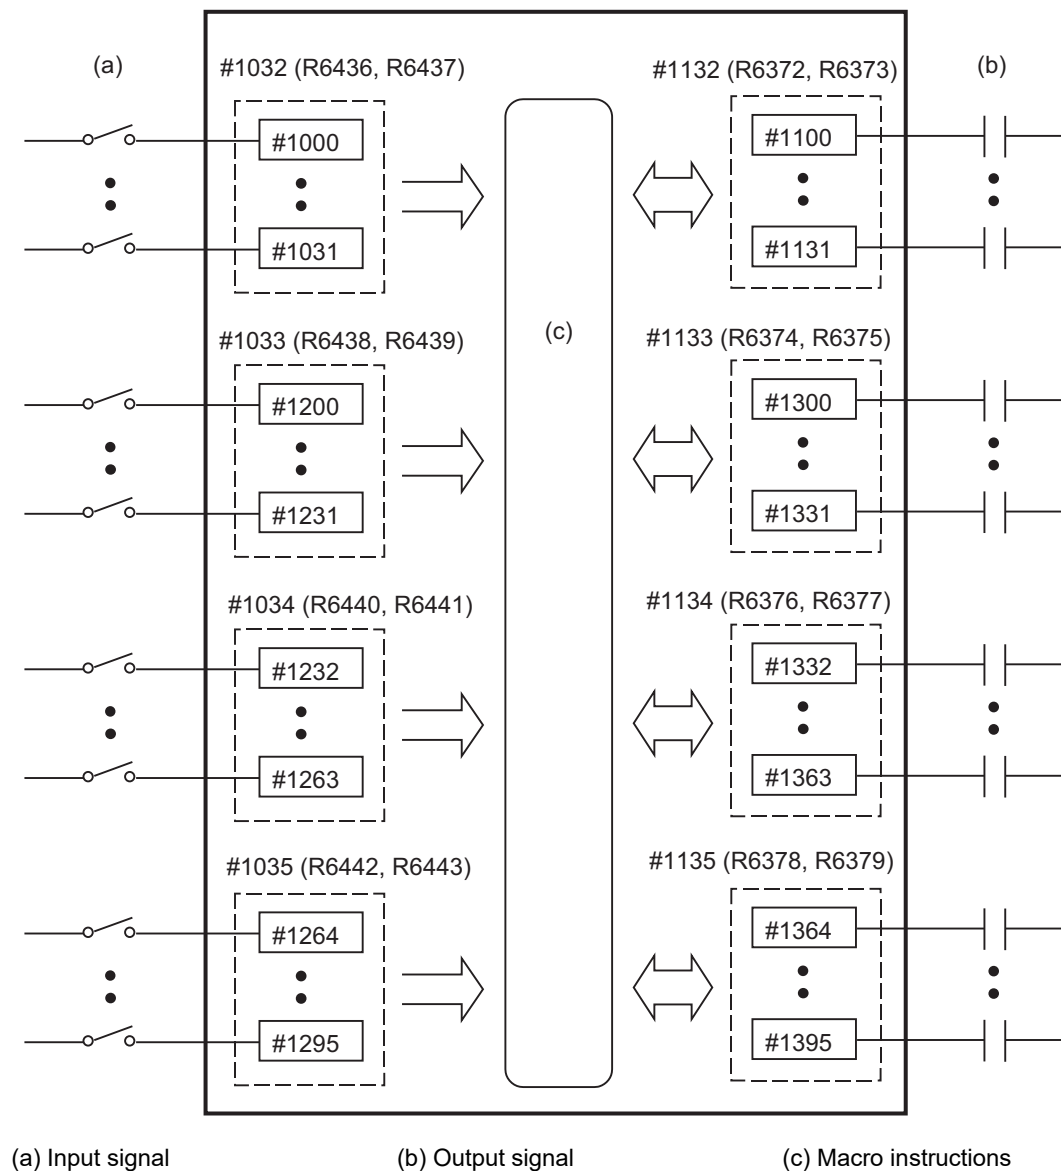 (a)
#1032 (R6436, R6437)
#1132 (R6372, R6373)
(b)
#1000
#1100
#1031
#1131
(c)
#1033 (R6438, R6439)
#1133 (R6374, R6375)
#1200
#1300
#1231
#1331
#1034 (R6440, R6441)
#1134 (R6376, R6377)
#1232
#1332
#1263
#1363
#1035 (R6442, R6443)
#1135 (R6378, R6379)
#1264
#1364
#1295
#1395
(a) Input signal
(b) Output signal
(c) Macro instructions